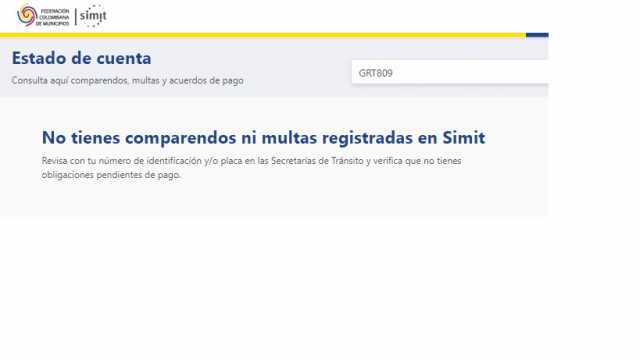 FEDERACIÓN
COLOMBIANA
DE MUNICIPIOS
simit
Estado de cuenta
Consulta aquí comparendos, multas y acuerdos de pago
GRT809
No tienes comparendos ni multas registradas en Simit
Revisa con tu número de identificación y/o placa en las Secretarías de Tránsito y verifica que no tienes
obligaciones pendientes de pago.